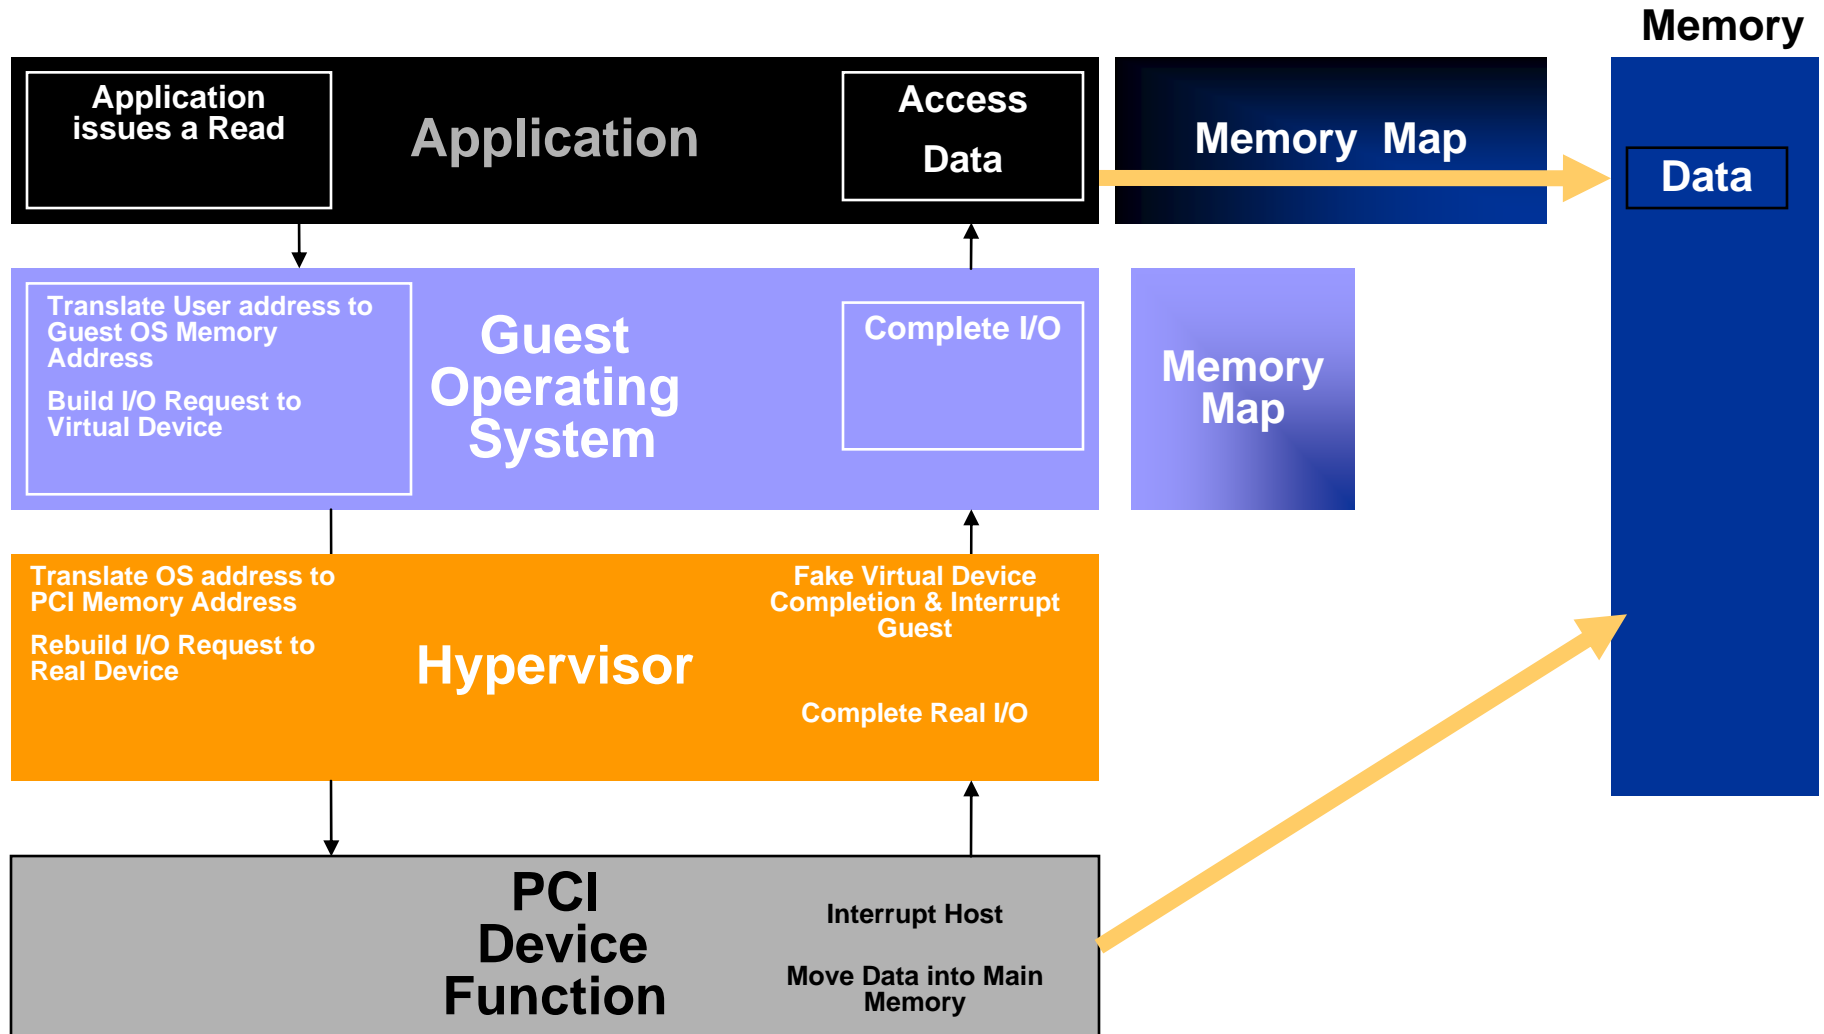 Memory
Application
issues a Read
Application
Access
Data
Memory Map
Data
Translate User address to
Guest OS Memory
Address
Build I/O Request to
Virtual Device
Guest
Operating
System
Complete I/O
Memory
Map
Translate OS address to
PCI Memory Address
Rebuild I/O Request to
Real Device
Hypervisor
Fake Virtual Device
Completion & Interrupt
Guest
Complete Real I/O
PCI
Device
Function
Interrupt Host
Move Data into Main
Memory